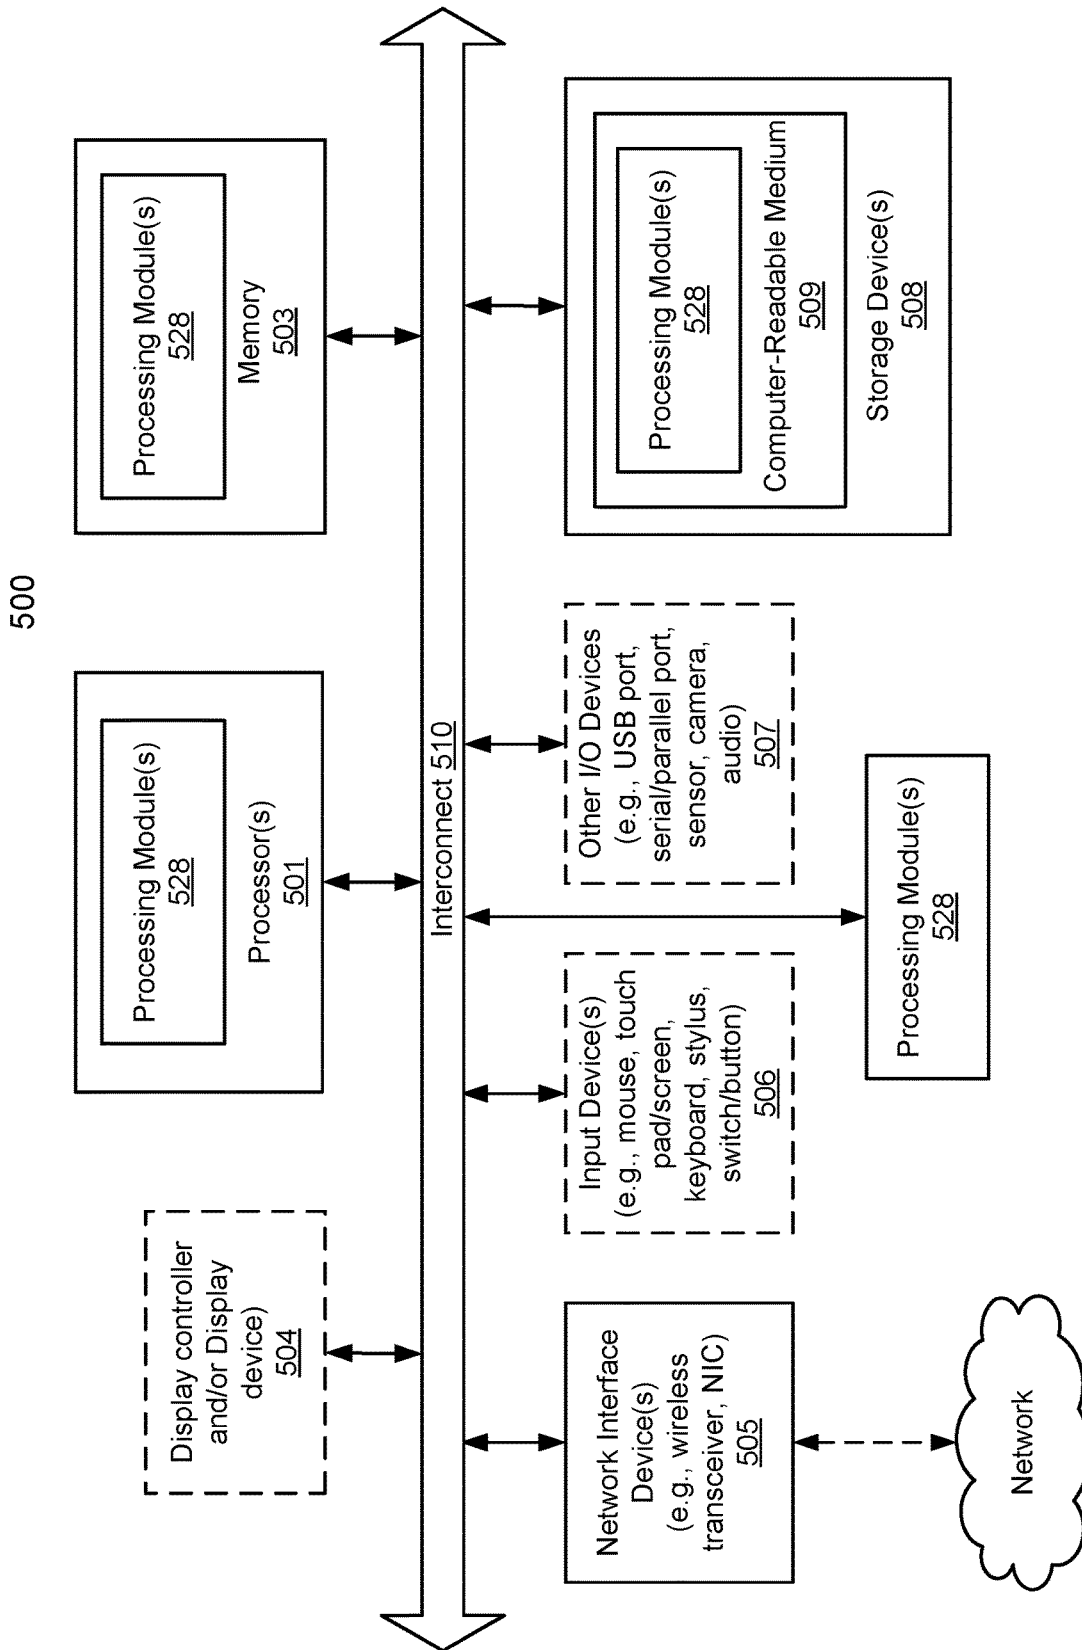 500
Display controller
and/or Display
device)
504
Processing Module(s)
528
Processor(s)
501
Processing Module(s)
528
Memory
503
Interconnect 510
Network Interface
Device(s)
(e.g., wireless
transceiver, NIC)
505
Input Device(s)
(e.g., mouse, touch
pad/screen,
keyboard, stylus,
switch/button)
506
Other I/O Devices
(e.g., USB port,
serial/parallel port,
sensor, camera,
audio)
507
Processing Module(s)
528
Computer-Readable Medium
509
Storage Device(s)
508
Network
Processing Module(s)
528